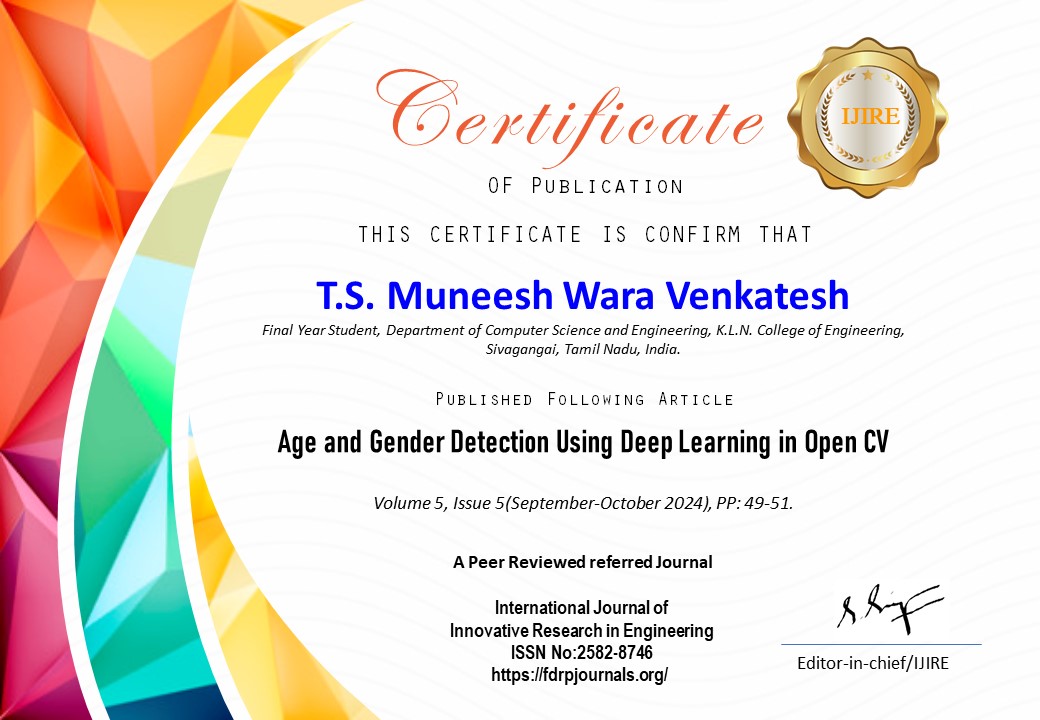 Certificate
IJIRE
OF PUBLICATION
THIS CERTIFICATE IS CONFIRM THAT
T.S. Muneesh Wara Venkatesh
Final Year Student, Department of Computer Science and Engineering, K.L.N. College of Engineering,
Sivagangai, Tamil Nadu, India.
PUBLISHED FOLLOWING ARTICLE
Age and Gender Detection Using Deep Learning in Open CV
Volume 5, Issue 5(September-October 2024), PP: 49-51.
A Peer Reviewed referred Journal
International Journal of
Innovative Research in Engineering
ISSN No:2582-8746
https://fdrpjournals.org/
Editor-in-chief/IJIRE